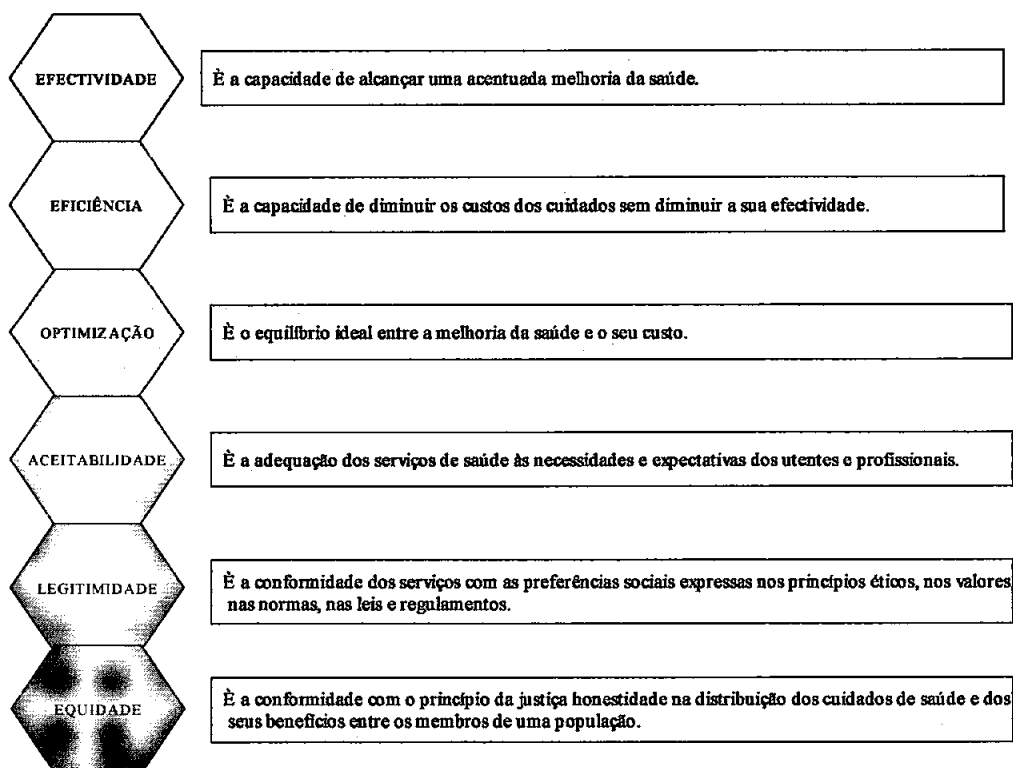 EFECTIVIDADE
È a capacidade de alcançar uma acentuada melhoria da saúde.
EFICIÊNCIA
È a capacidade de diminuir os custos dos cuidados sem diminuir a sua efectividade.
OPTIMIZAÇÃO
È o equilíbrio ideal entre a melhoria da saúde e o seu custo.
ACEITABILIDADE
È a adequação dos serviços de saúde às necessidades e expectativas dos utentes e profissionais.
LEGITIMIDADE
È a conformidade dos serviços com as preferências sociais expressas nos princípios éticos, nos valores
nas normas, nas leis e regulamentos.
EQUIDADE
È a conformidade com o princípio da justiça honestidade na distribuição dos cuidados de saúde e dos
seus benefícios entre os membros de uma população.